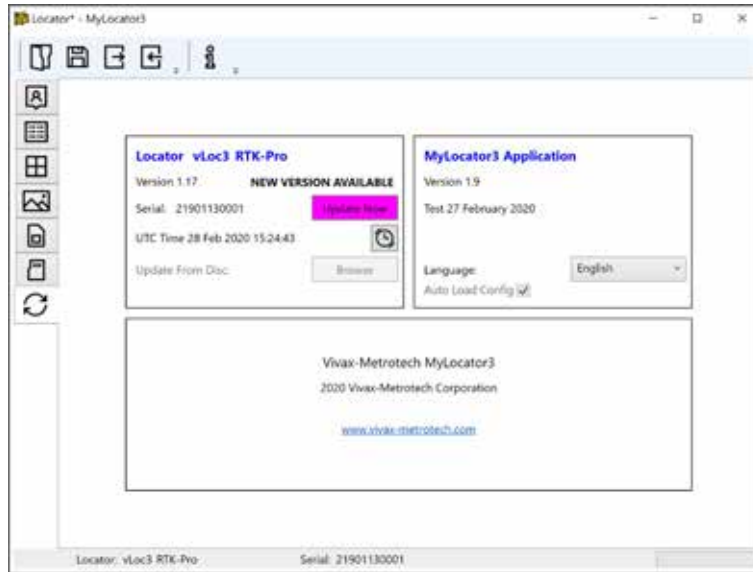 Locator* - MyLocator3
Locator vLoc3 RTK-Pro
Version 1.17 NEW VERSION AVAILABLE
Serial: 21901130001 Update Now
UTC Time 28 Feb 2020 15:24:43
Update From Disc: Browse
MyLocator3 Application
Version 1.9
Test 27 February 2020
Language: English
Auto Load Config
Vivax-Metrotech MyLocator3
2020 Vivax-Metrotech Corporation
www.vivax-metrotech.com
Locator: vLoc3 RTK-Pro Serial: 21901130001